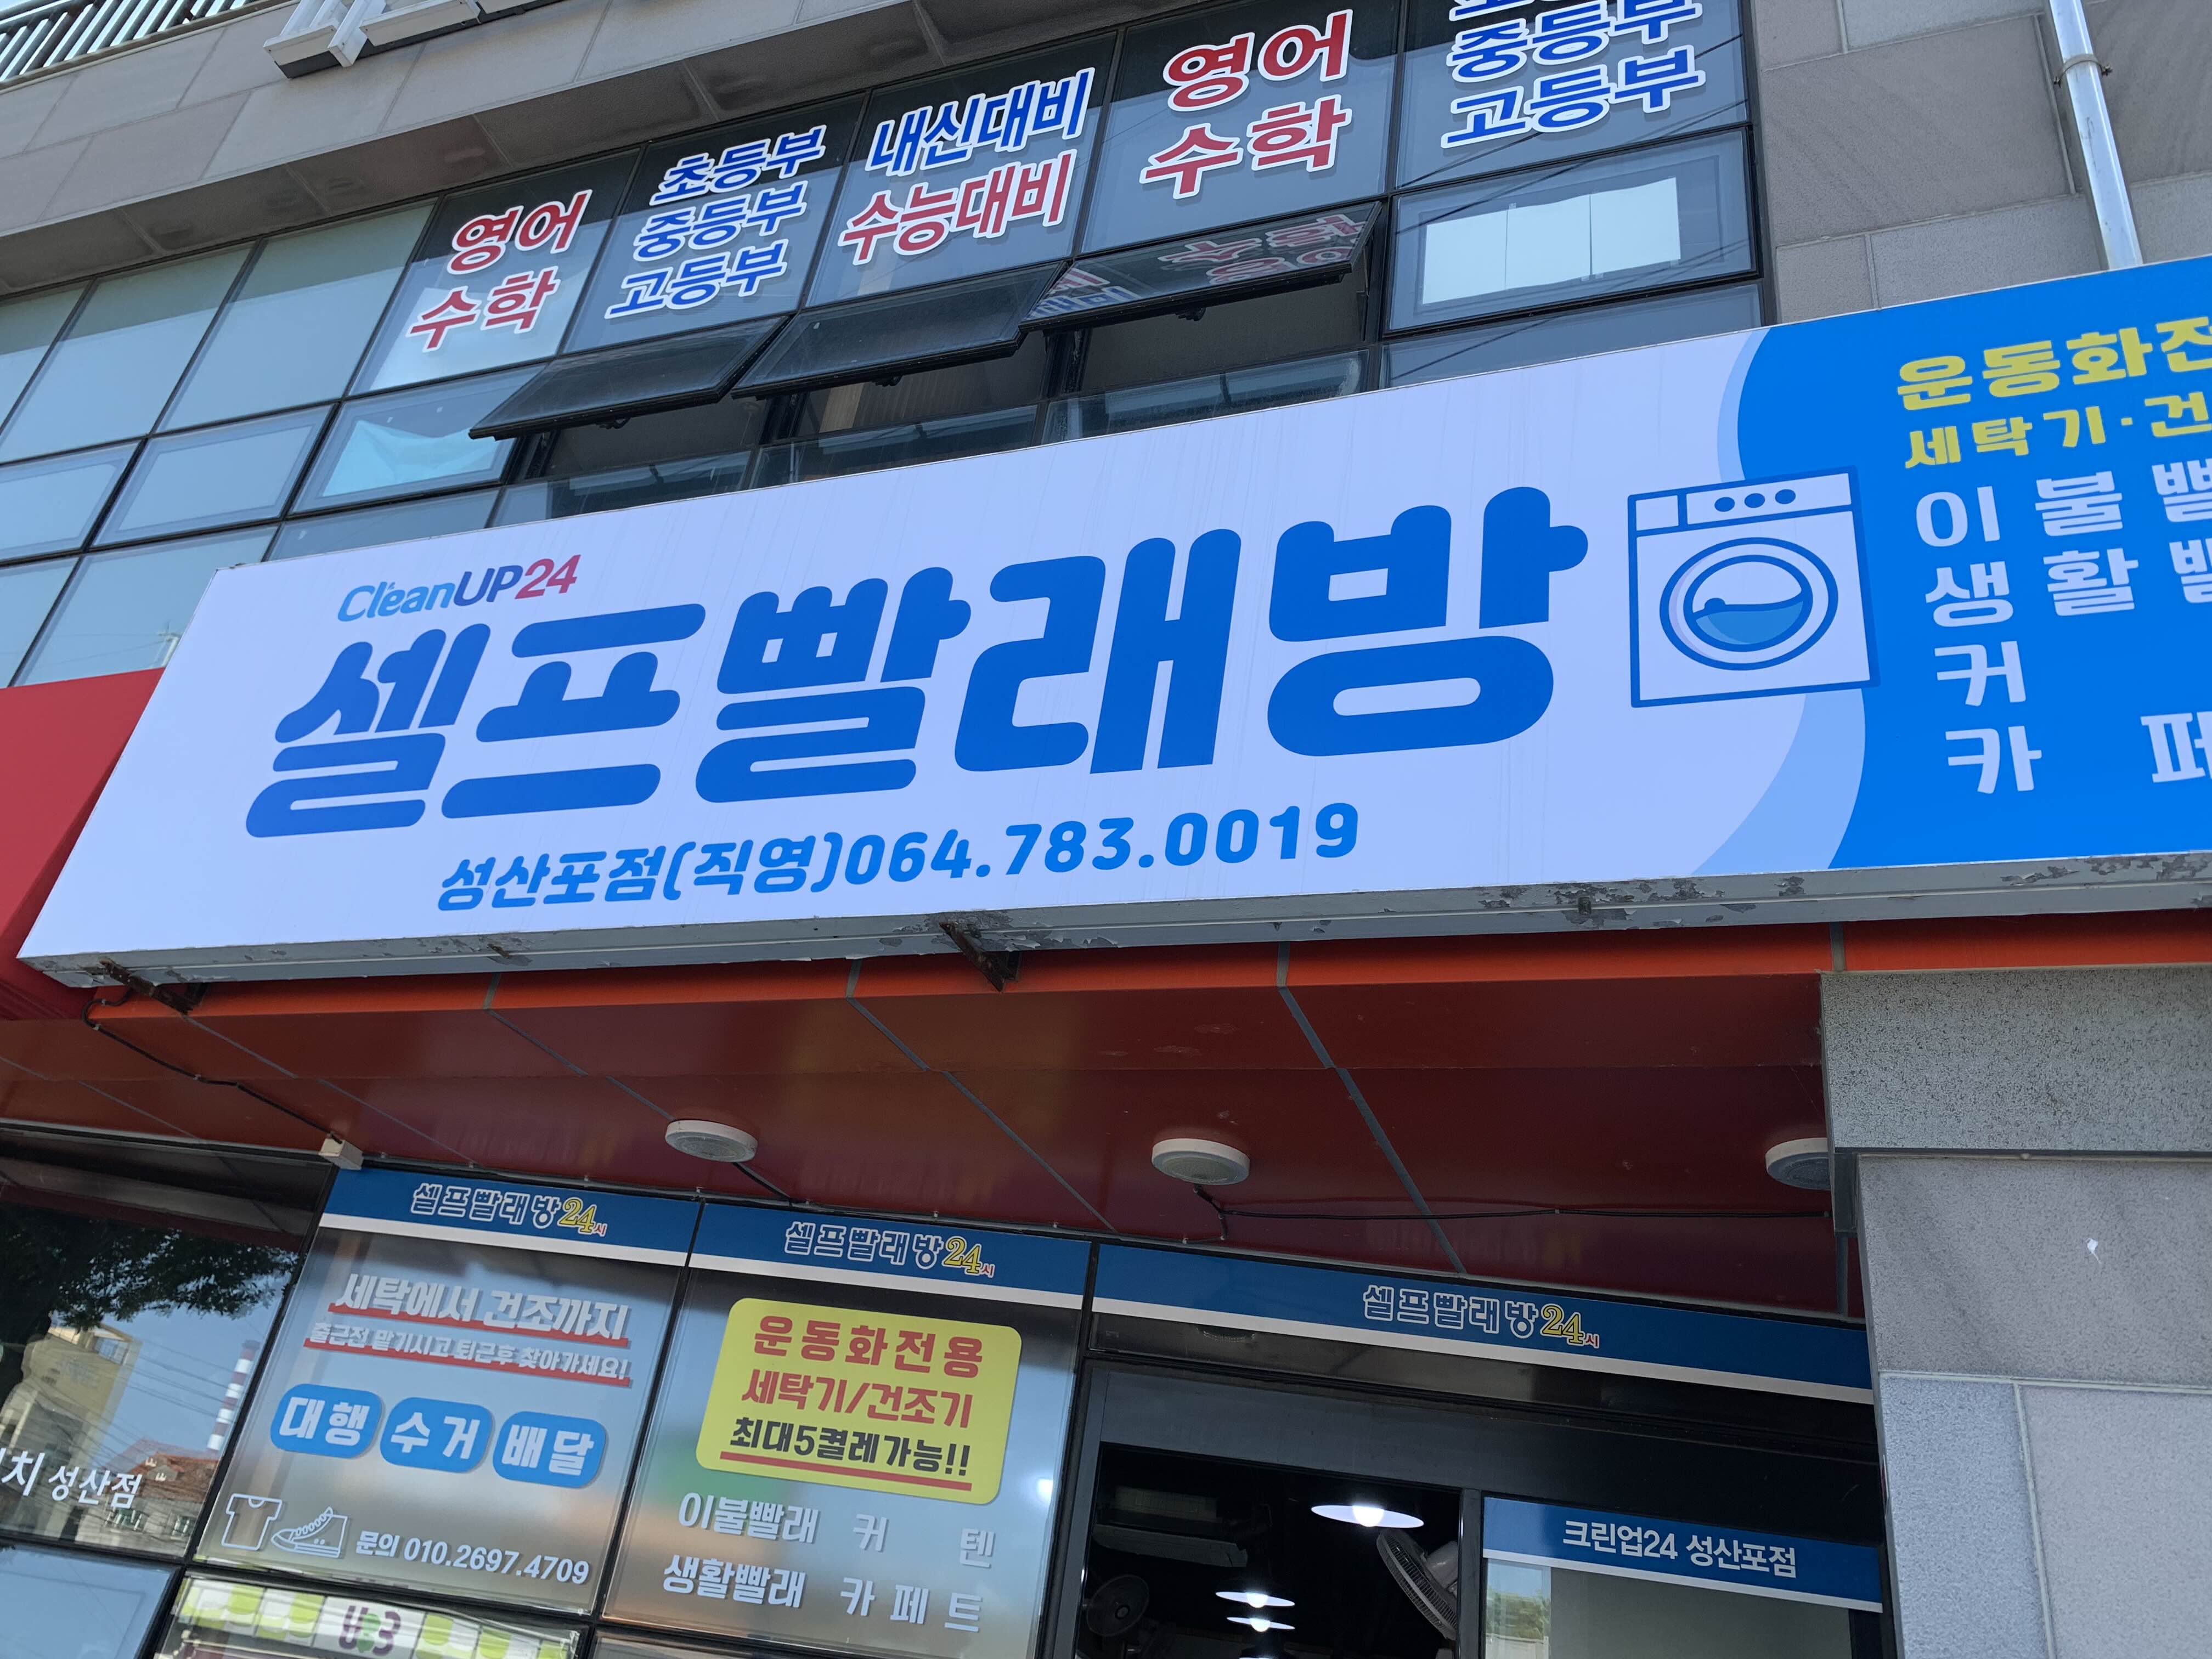 영어
수학
초등부
중등부
고등부
내신대비
수능대비
영어
수학
중등부
고등부
CleanUP24
셀프빨래방
성산포점(직영)064.783.0019
운동화전
세탁기·건
이불빨
생활빨
커
카 페
셀프빨래방24시
셀프빨래방24시
셀프빨래방24시
세탁에서 건조까지
출근전 맡기시고 퇴근후 찾아가세요!
대행 수거 배달
문의 010.2697.4709
운동화전용
세탁기/건조기
최대5켤레가능!!
이불빨래 커 텐
생활빨래 카페트
크린업24 성산포점
치 성산점